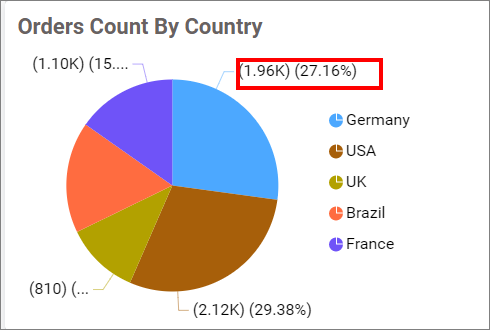 Orders Count By Country
(1.10K) (15....
(1.96K) (27.16%)
Germany
USA
UK
Brazil
France
(810) (...
(2.12K) (29.38%)